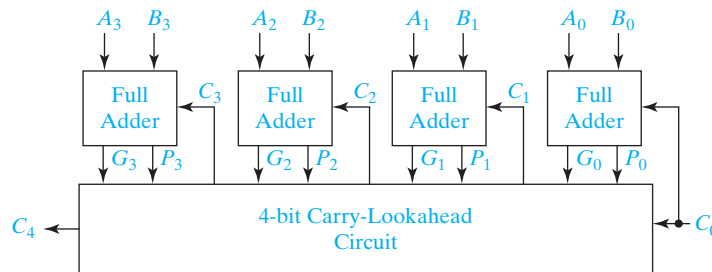 A3 B3 A2 B2 A1 B1 A0 B0
Full Adder C3 Full Adder C2 Full Adder C1 Full Adder
G3 P3 G2 P2 G1 P1 G0 P0
C4 4-bit Carry-Lookahead C0
Circuit